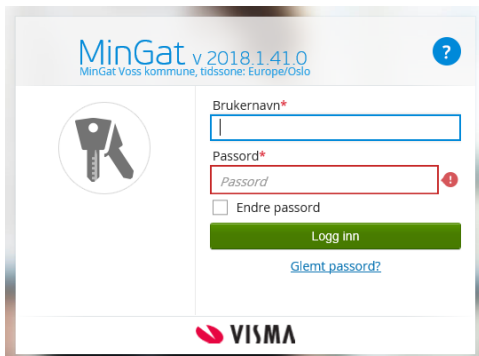 MinGat v 2018.1.41.0
?
MinGat Voss kommune, tidssone: Europe/Oslo
Brukernavn*
Passord*
Passord
!
Endre passord
Logg inn
Glemt passord?
VISMA